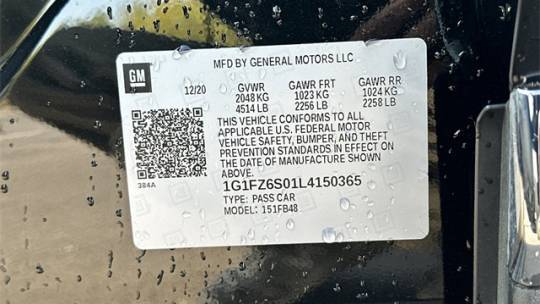 MFD BY GENERAL MOTORS LLC
GM
12/20 GVWR GAWR FRT GAWR RR
2048 KG 1023 KG 1024 KG
4514 LB 2256 LB 2258 LB
THIS VEHICLE CONFORMS TO ALL
APPLICABLE U.S. FEDERAL MOTOR
VEHICLE SAFETY, BUMPER, AND THEFT
PREVENTION STANDARDS IN EFFECT ON
THE DATE OF MANUFACTURE SHOWN
ABOVE.
384A
1G1FZ6S01L4150365
TYPE: PASS CAR
MODEL: 151FB48